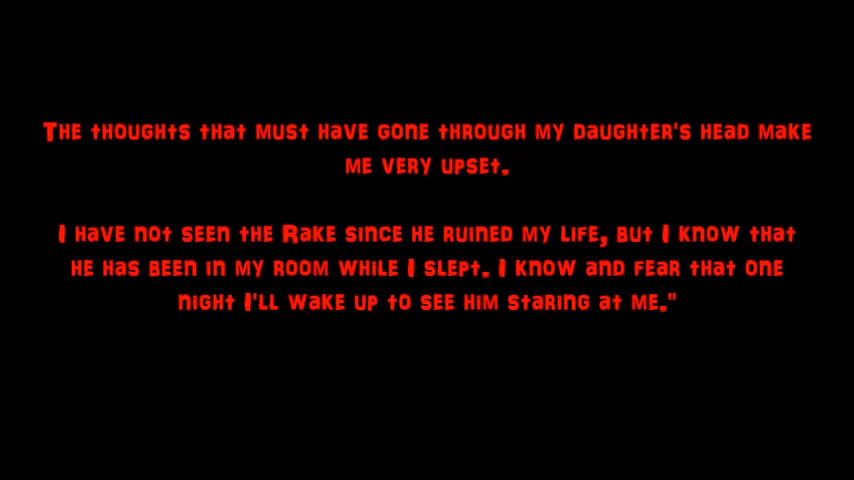 The thoughts that must have gone through my daughter's head make
me very upset.
I have not seen the Rake since he ruined my life, but I know that
he has been in my room while I slept. I know and fear that one
night I'll wake up to see him staring at me."